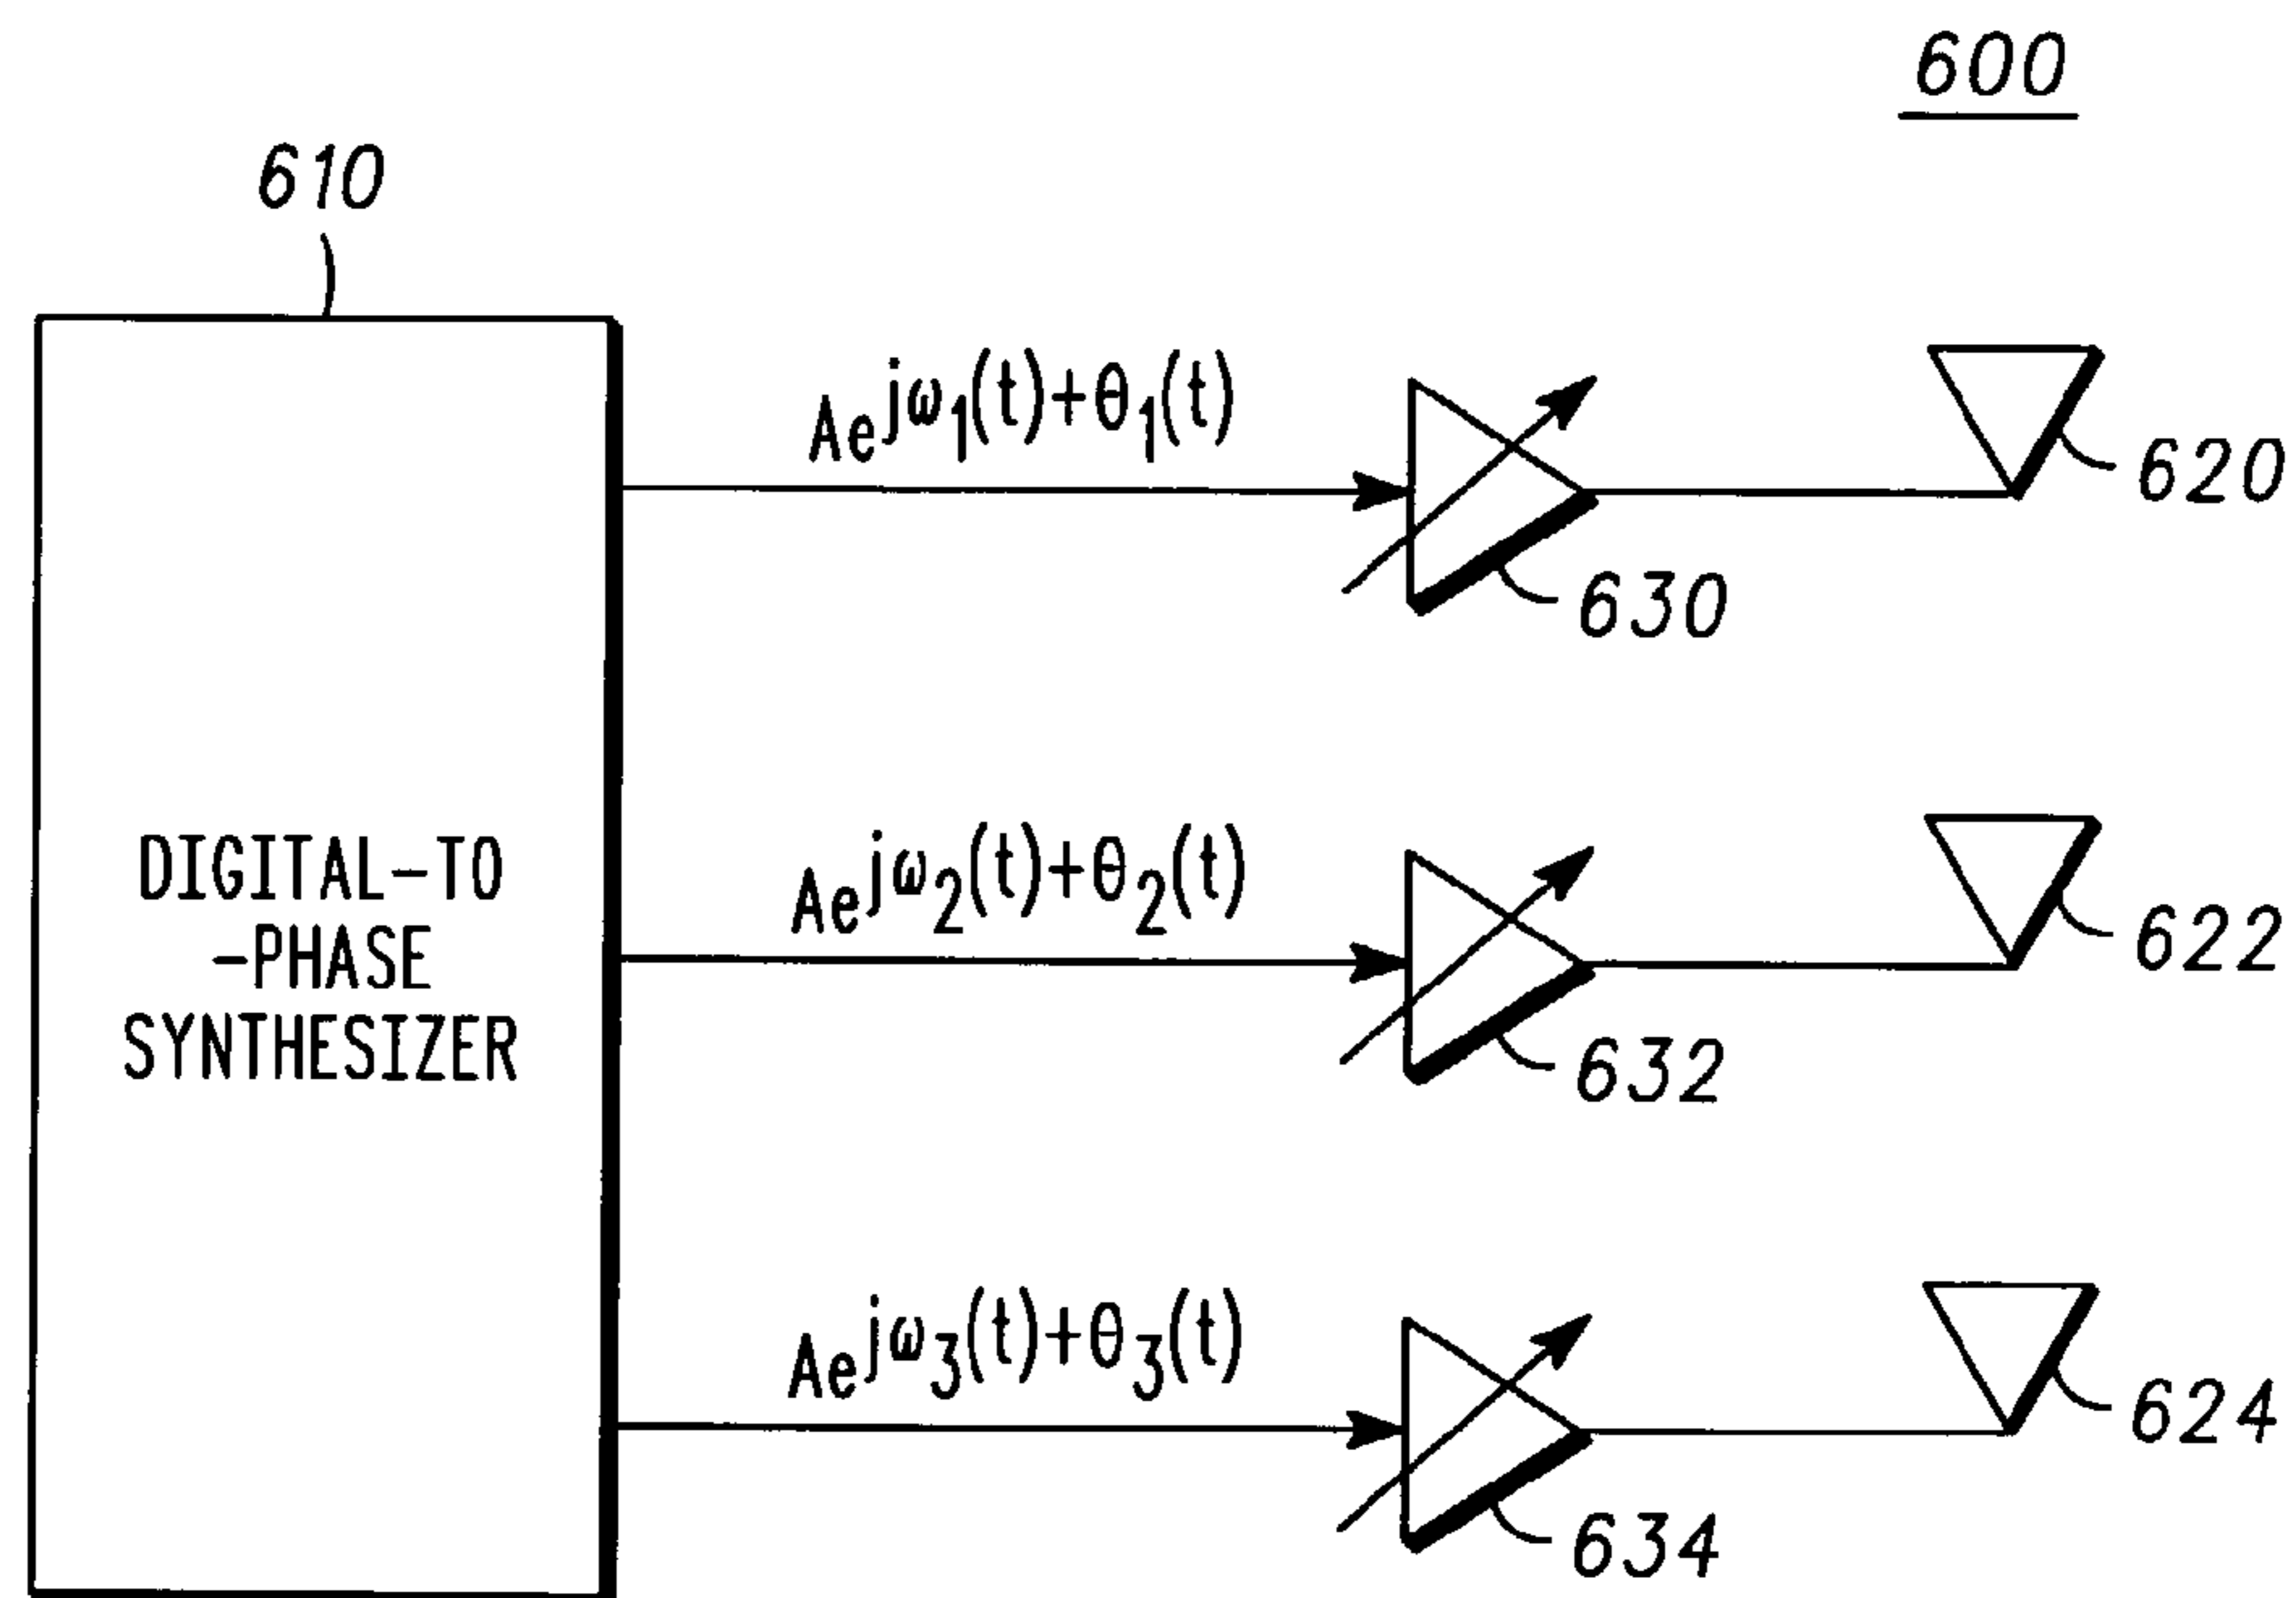 600
610
Ae^{jω₁(t)+θ₁(t)}
620
630
DIGITAL-TO
-PHASE
SYNTHESIZER
Ae^{jω₂(t)+θ₂(t)}
622
632
Ae^{jω₃(t)+θ₃(t)}
624
634